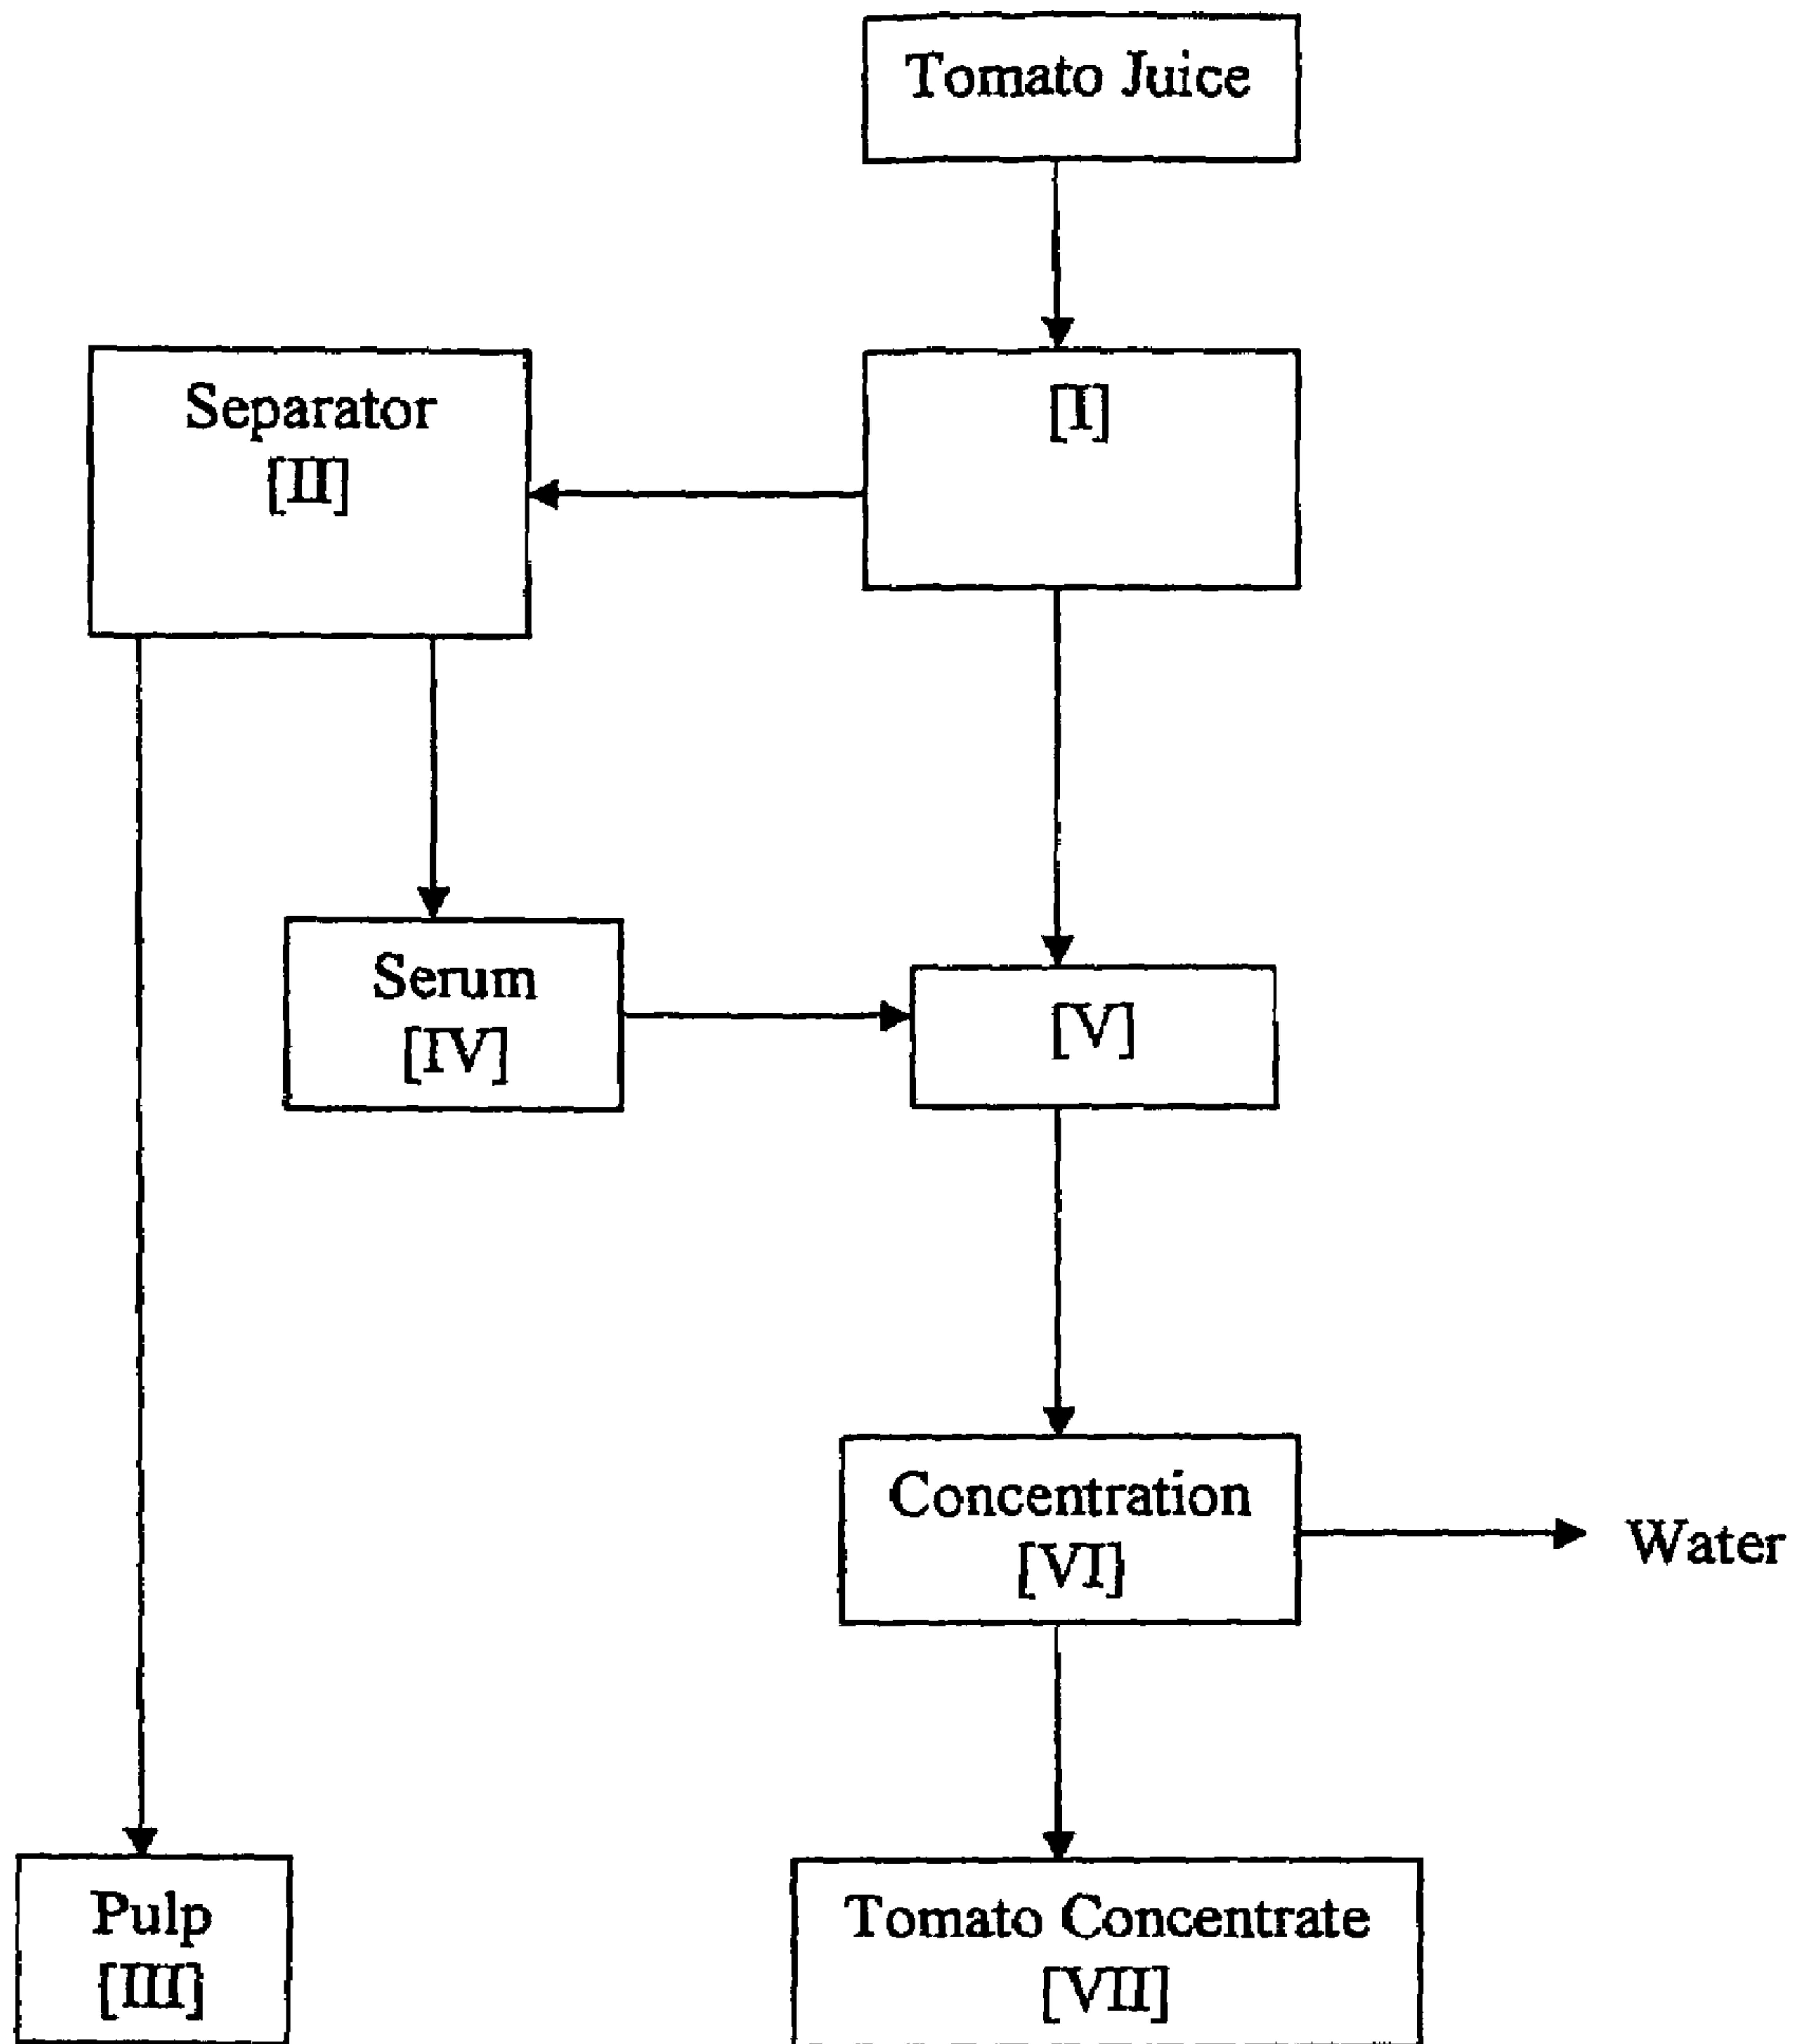 Tomato Juice
Separator
[II]
[I]
Serum
[IV]
[V]
Concentration
[VI]
Water
Pulp
[III]
Tomato Concentrate
[VII]